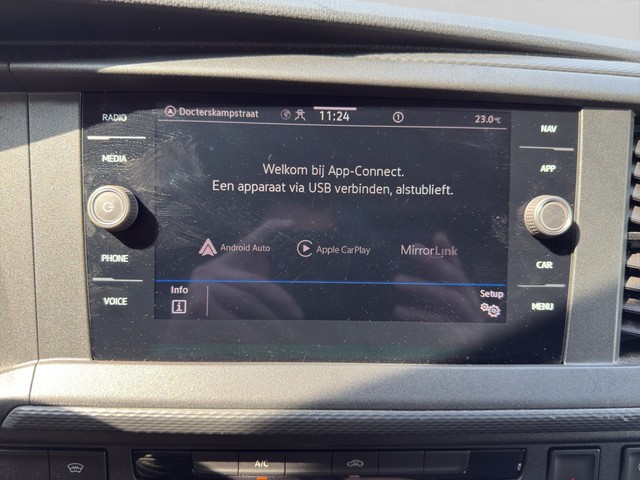 RADIO
MEDIA
PHONE
VOICE
Docterskampstraat 11:24 23.0°C
Welkom bij App-Connect.
Een apparaat via USB verbinden, alstublieft.
Android Auto Apple CarPlay MirrorLink
Info Setup
NAV
APP
CAR
MENU
A/C